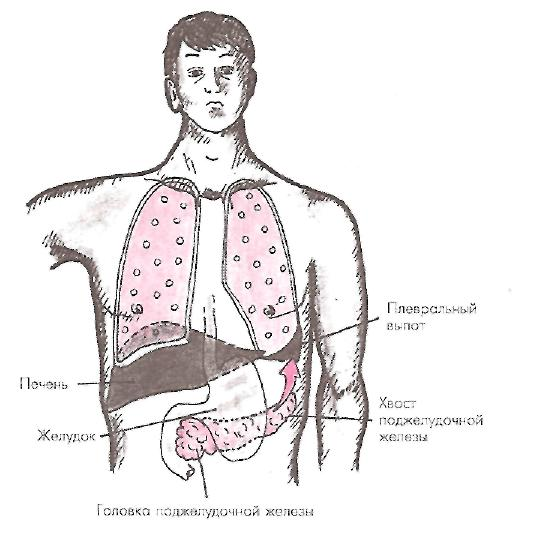 Плевральный
выпот
Печень
Хвост
поджелудочной
железы
Желудок
Головка поджелудочной железы